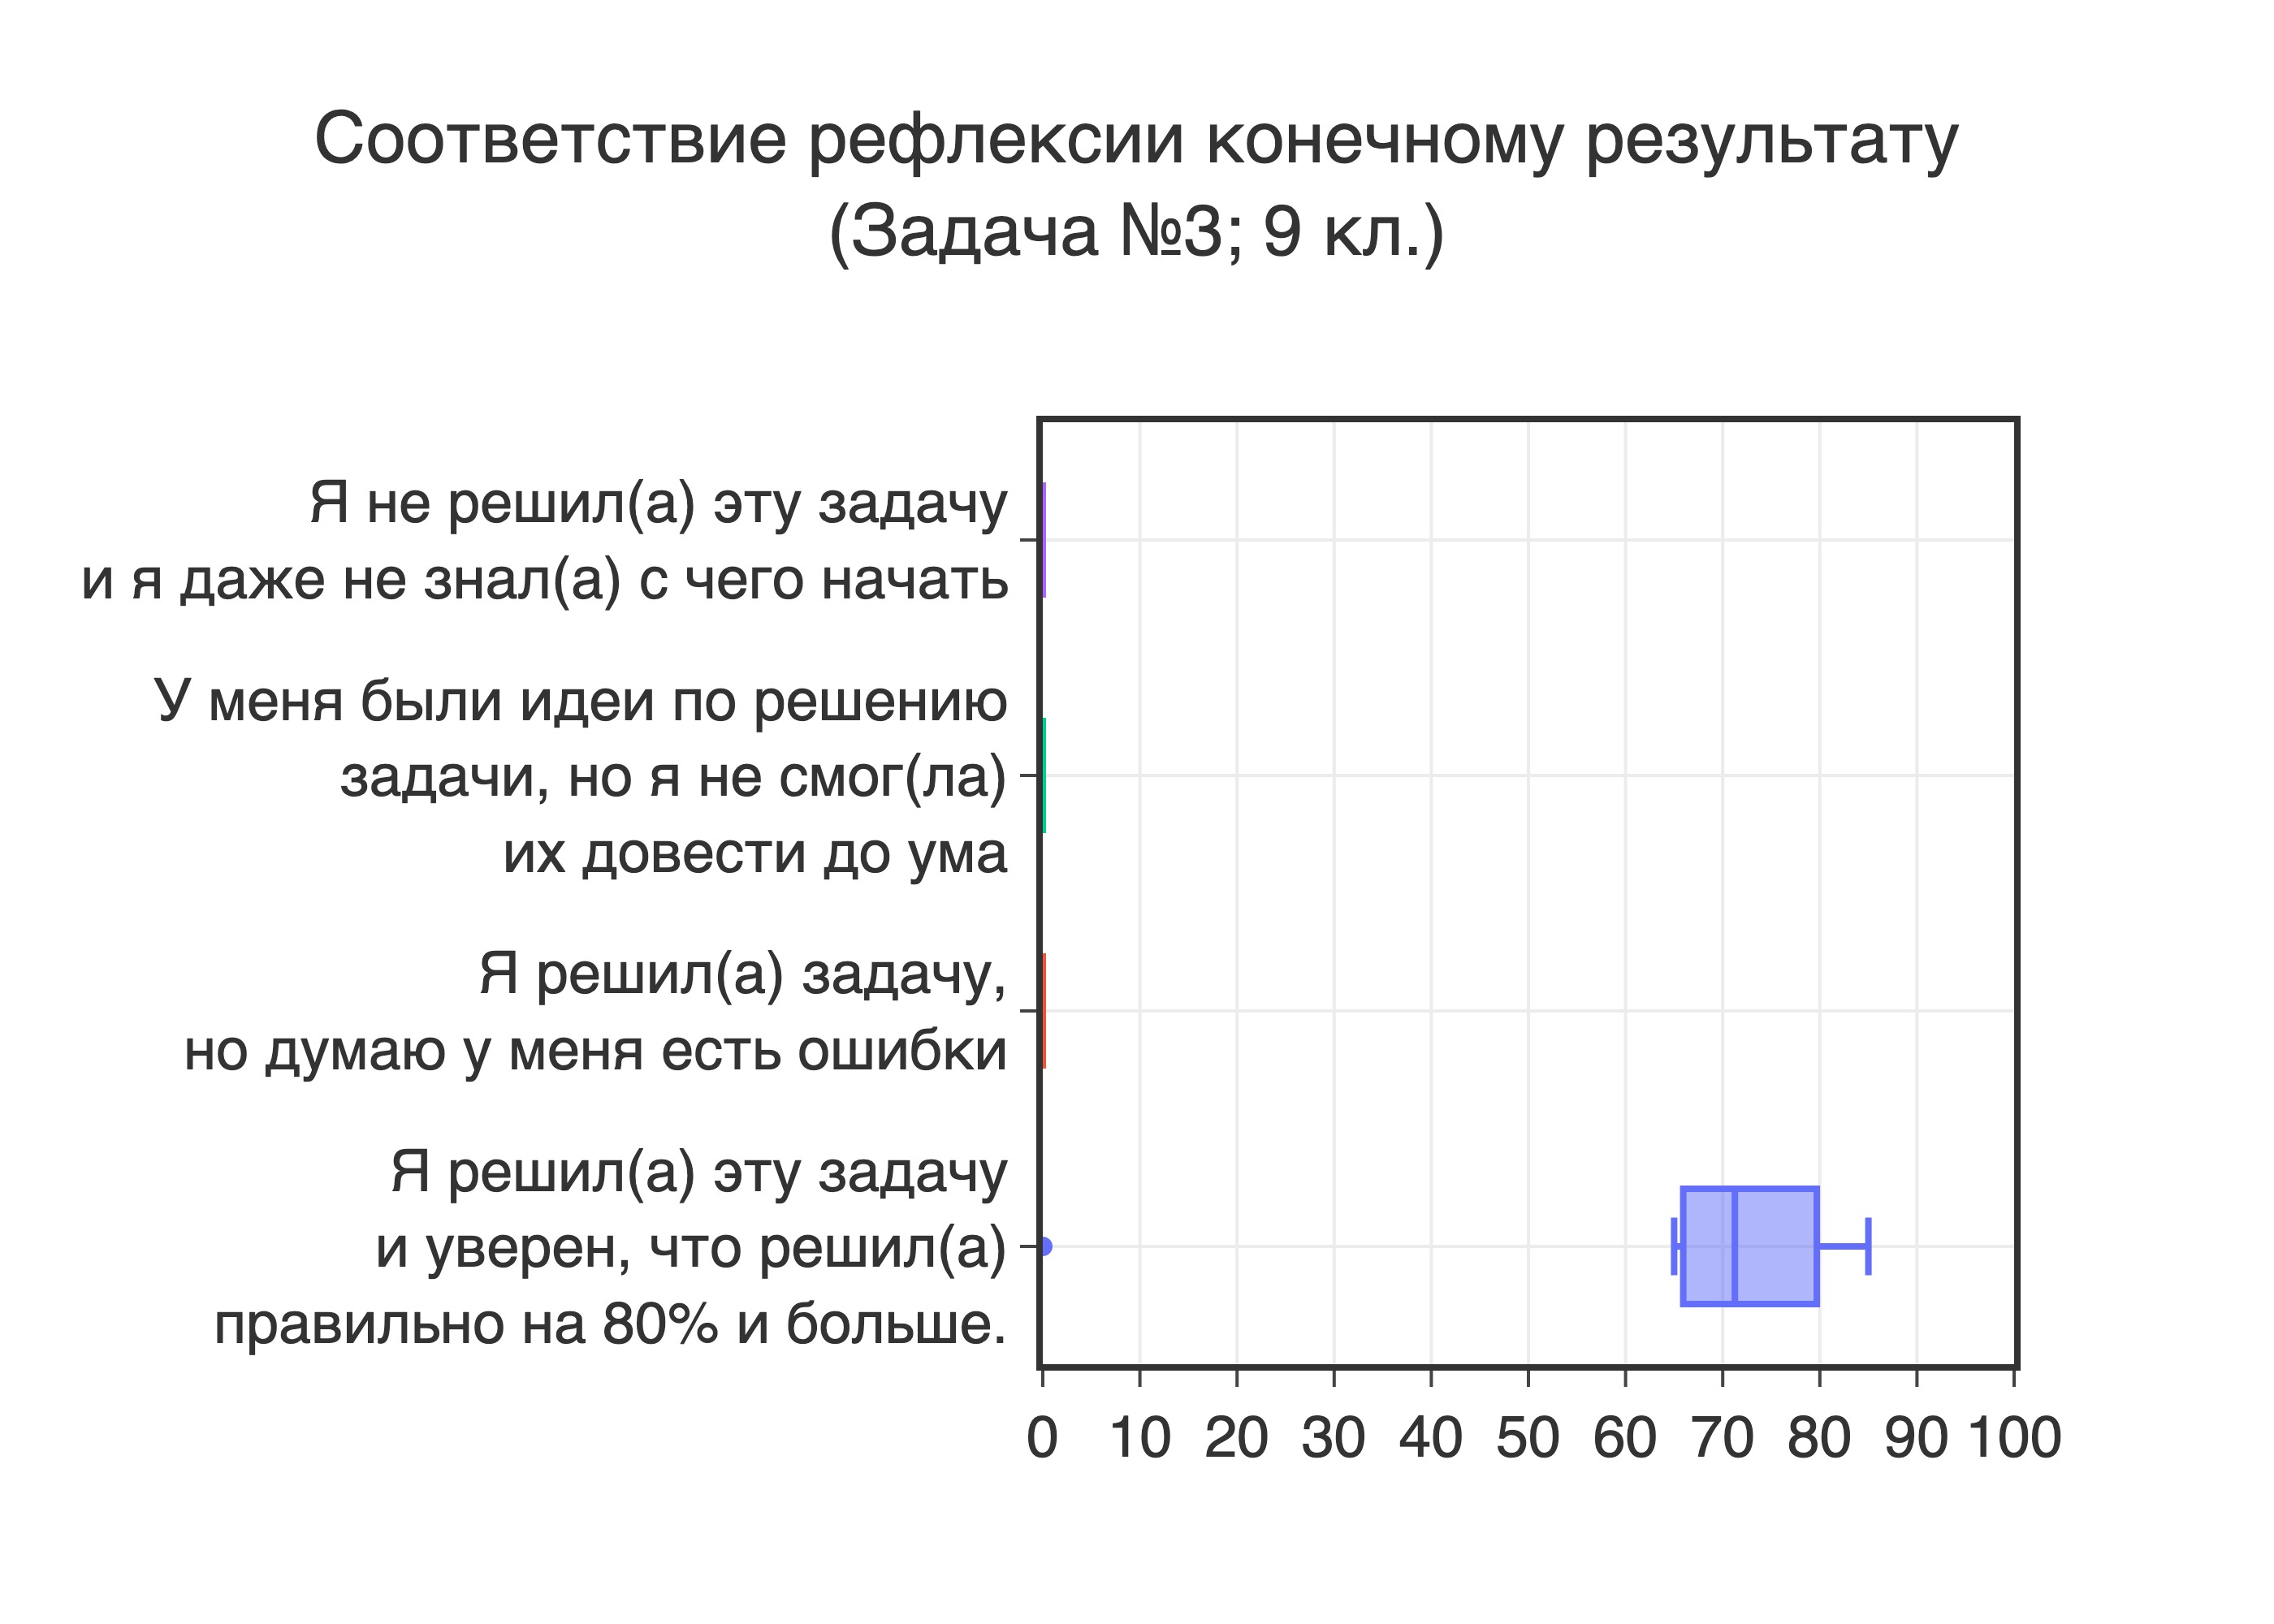 Соответствие рефлексии конечному результату
(Задача №3; 9 кл.)
Я не решил(а) эту задачу
и я даже не знал(а) с чего начать
У меня были идеи по решению
задачи, но я не смог(ла)
их довести до ума
Я решил(а) задачу,
но думаю у меня есть ошибки
Я решил(а) эту задачу
и уверен, что решил(а)
правильно на 80% и больше.
0 10 20 30 40 50 60 70 80 90 100